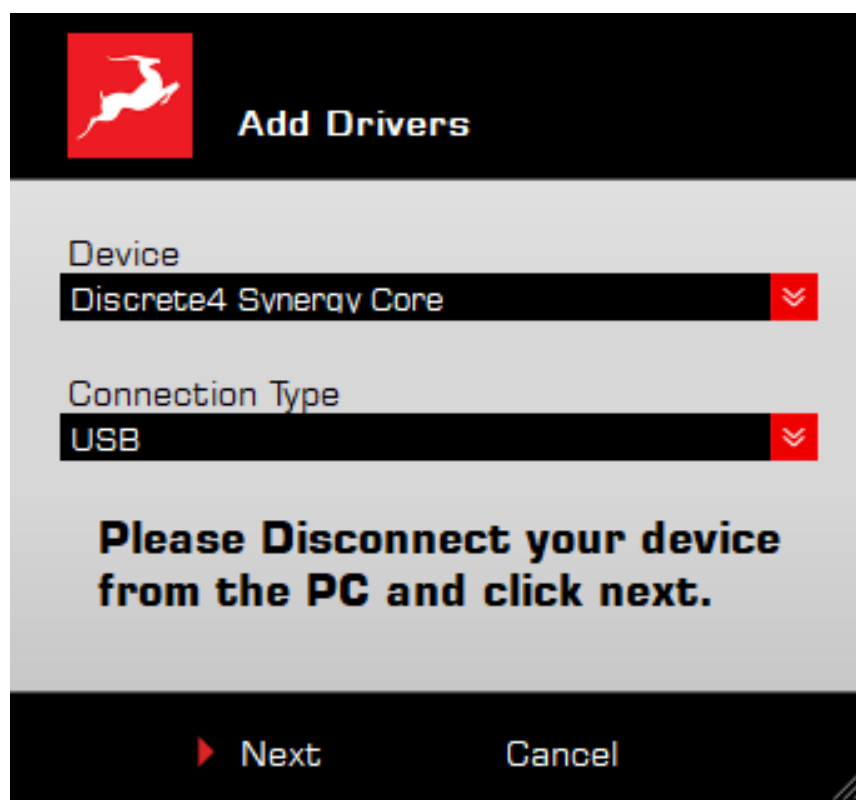 Add Drivers
Device
Discrete4 Synergy Core
Connection Type
USB
Please Disconnect your device
from the PC and click next.
Next
Cancel